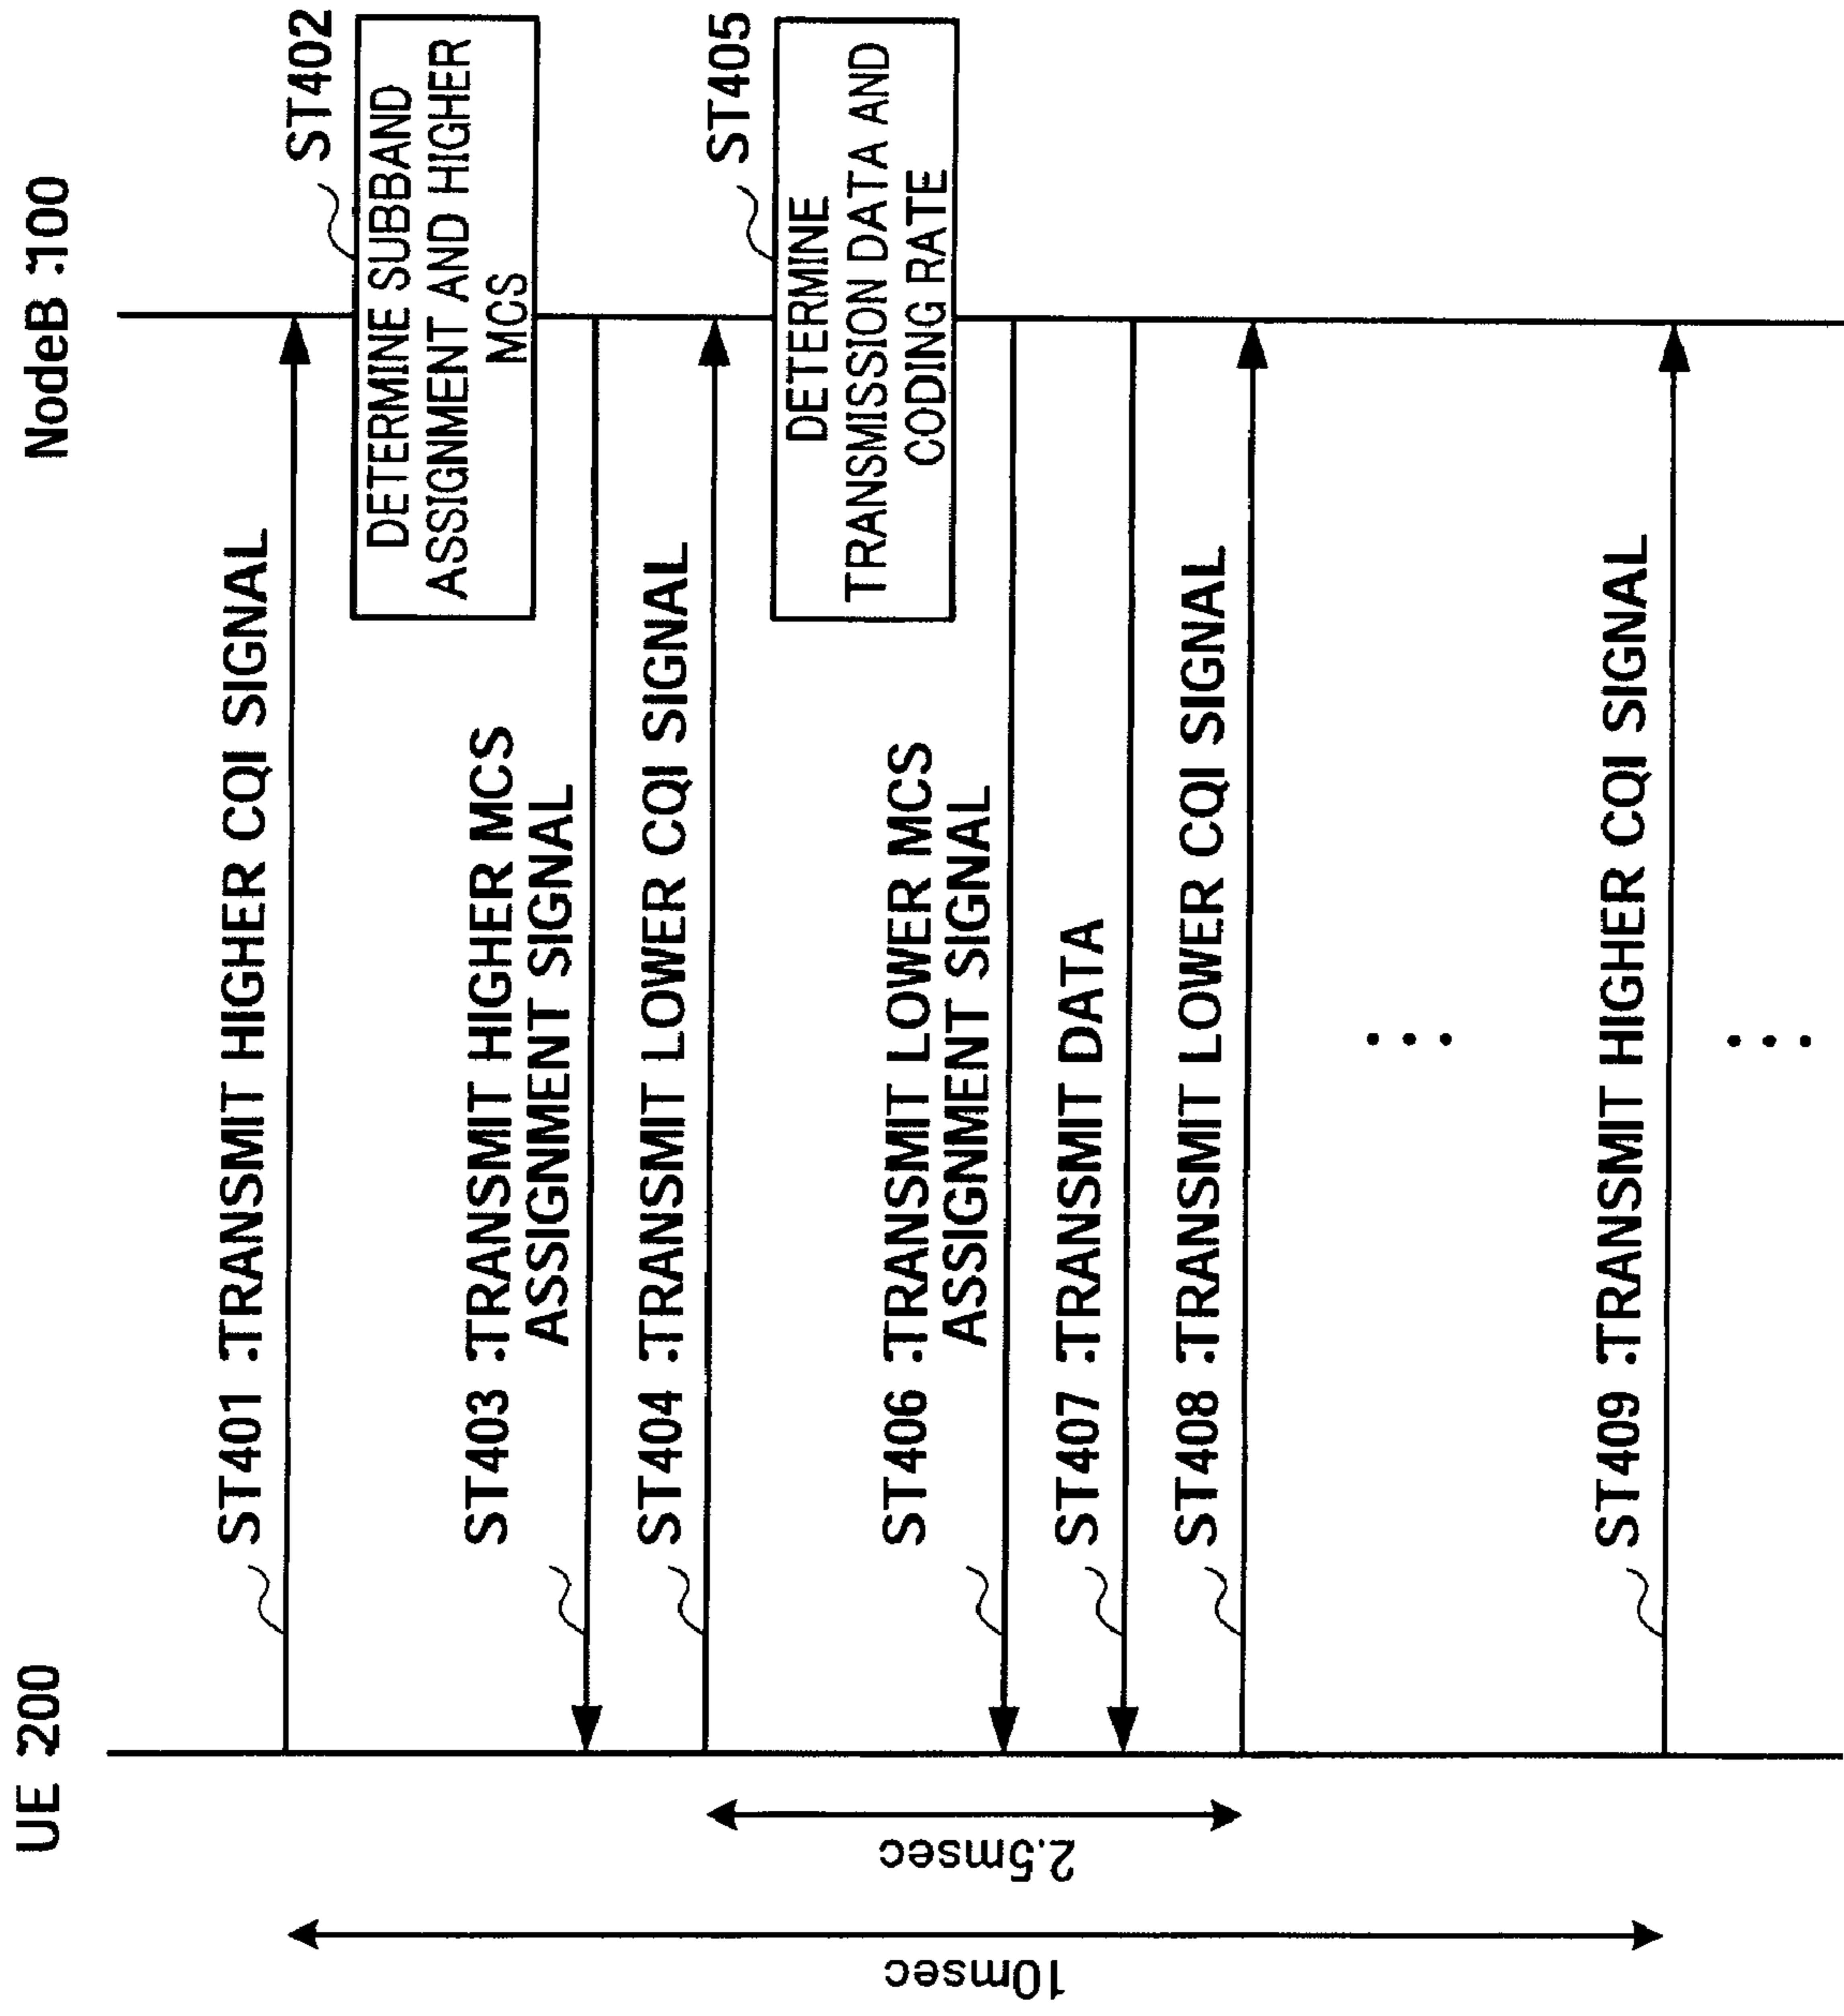 UE :200
NodeB :100
ST401 :TRANSMIT HIGHER CQI SIGNAL
ST402
DETERMINE SUBBAND
ASSIGNMENT AND HIGHER
MCS
ST403 :TRANSMIT HIGHER MCS
ASSIGNMENT SIGNAL
ST404 :TRANSMIT LOWER CQI SIGNAL
ST405
DETERMINE
TRANSMISSION DATA AND
CODING RATE
ST406 :TRANSMIT LOWER MCS
ASSIGNMENT SIGNAL
ST407 :TRANSMIT DATA
ST408 :TRANSMIT LOWER CQI SIGNAL
ST409 :TRANSMIT HIGHER CQI SIGNAL
2.5msec
10msec